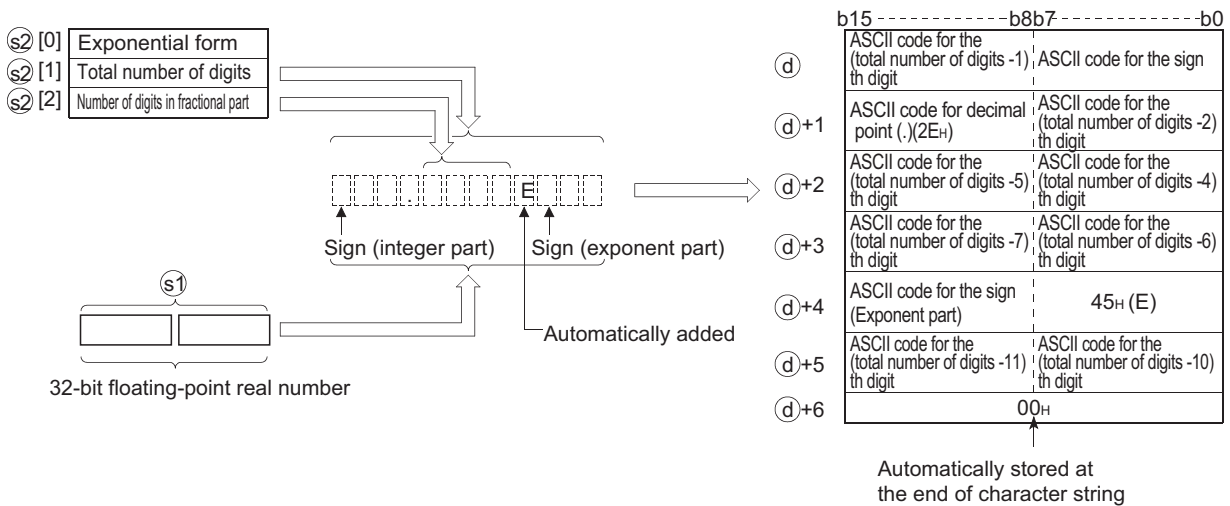 s2 [0] Exponential form
s2 [1] Total number of digits
s2 [2] Number of digits in fractional part
. E
Sign (integer part) Sign (exponent part)
Automatically added
s1
32-bit floating-point real number
b15 b8b7 b0
d
ASCII code for the
(total number of digits -1)
th digit
ASCII code for the sign
d+1
ASCII code for decimal
point (.)(2EH)
ASCII code for the
(total number of digits -2)
th digit
d+2
ASCII code for the
(total number of digits -5)
th digit
ASCII code for the
(total number of digits -4)
th digit
d+3
ASCII code for the
(total number of digits -7)
th digit
ASCII code for the
(total number of digits -6)
th digit
d+4
ASCII code for the sign
(Exponent part)
45H (E)
d+5
ASCII code for the
(total number of digits -11)
th digit
ASCII code for the
(total number of digits -10)
th digit
d+6
00H
Automatically stored at
the end of character string